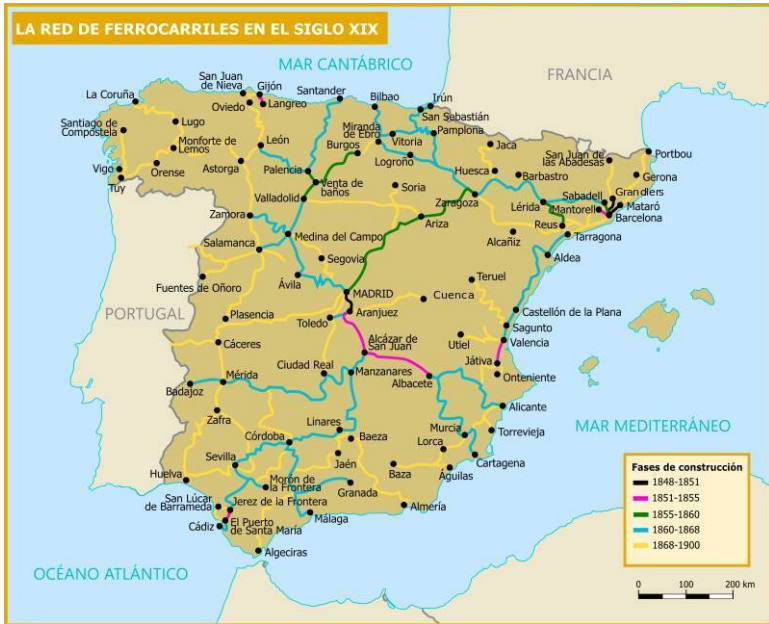 LA RED DE FERROCARRILES EN EL SIGLO XIX
MAR CANTÁBRICO
FRANCIA
San Juan
de Nieva
Gijón
La Coruña
Oviedo
Langreo
Santander
Bilbao
Irún
San Sebastián
Santiago de
Compostela
Lugo
Monforte de
Lemos
León
Miranda
de Ebro
Vitoria
Pamplona
Burgos
Logroño
Jaca
San Juan de
las Abadesas
Portbou
Vigo
Tuy
Orense
Astorga
Palencia
Venta de
baños
Soria
Huesca
Barbastro
Gerona
Sabadell
Granollers
Zamora
Valladolid
Zaragoza
Lérida
Mantorell
Mataró
Barcelona
Ariza
Reus
Tarragona
Salamanca
Medina del Campo
Alcañiz
Segovia
Aldea
Fuentes de Oñoro
Ávila
Teruel
MADRID
Cuenca
PORTUGAL
Plasencia
Toledo
Aranjuez
Castellón de la Plana
Sagunto
Cáceres
Alcázar de
San Juan
Utiel
Valencia
Ciudad Real
Manzanares
Játiva
Mérida
Albacete
Onteniente
Badajoz
Zafra
Alicante
MAR MEDITERRÁNEO
Linares
Baeza
Murcia
Torrevieja
Córdoba
Lorca
Sevilla
Jaén
Cartagena
Huelva
Morón de
la Frontera
Baza
Águilas
San Lúcar
de Barrameda
Granada
Jerez de la Frontera
Almería
Cádiz
El Puerto
de Santa María
Málaga
Algeciras
OCÉANO ATLÁNTICO
Fases de construcción
1848-1851
1851-1855
1855-1860
1860-1868
1868-1900
0 100 200 km